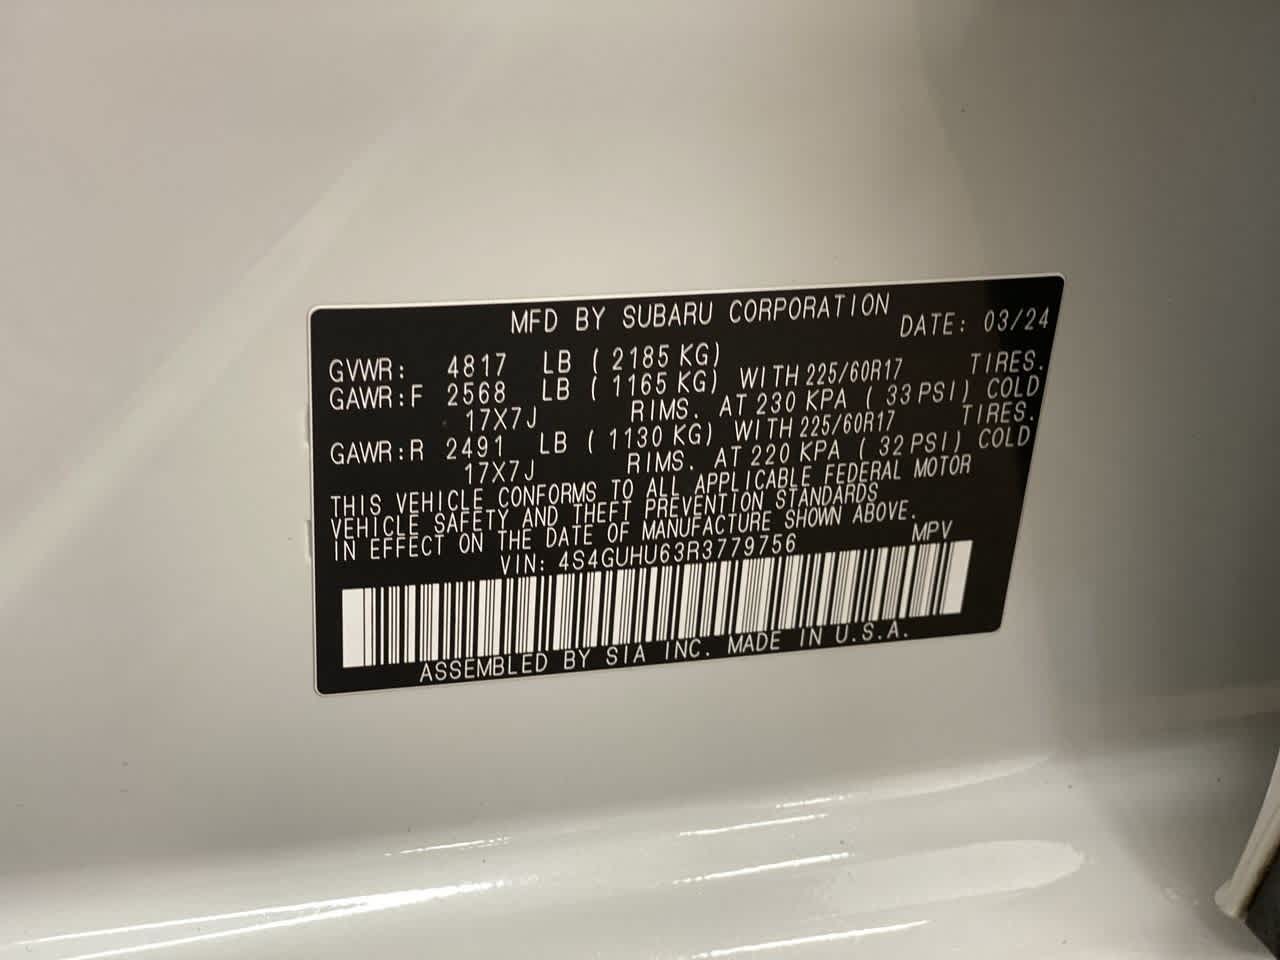 MFD BY SUBARU CORPORATION
DATE: 03/24
GVWR: 4817 LB ( 2185 KG)
GAWR:F 2568 LB ( 1165 KG) WITH 225/60R17 TIRES.
17X7J RIMS. AT 230 KPA ( 33 PSI) COLD
GAWR:R 2491 LB ( 1130 KG) WITH 225/60R17 TIRES.
17X7J RIMS. AT 220 KPA ( 32 PSI) COLD
THIS VEHICLE CONFORMS TO ALL APPLICABLE FEDERAL MOTOR
VEHICLE SAFETY AND THEFT PREVENTION STANDARDS
IN EFFECT ON THE DATE OF MANUFACTURE SHOWN ABOVE.
VIN: 4S4GUHU63R3779756 MPV
ASSEMBLED BY SIA INC. MADE IN U.S.A.